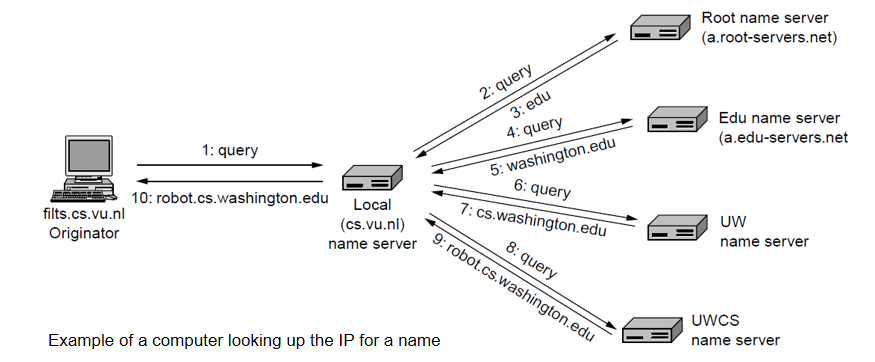 Root name server
(a.root-servers.net)
2: query
3: edu
4: query
Edu name server
(a.edu-servers.net
5: washington.edu
1: query
6: query
10: robot.cs.washington.edu
7: cs.washington.edu
filts.cs.vu.nl
Originator
Local
(cs.vu.nl)
name server
UW
name server
8: query
9: robot.cs.washington.edu
UWCS
name server
Example of a computer looking up the IP for a name